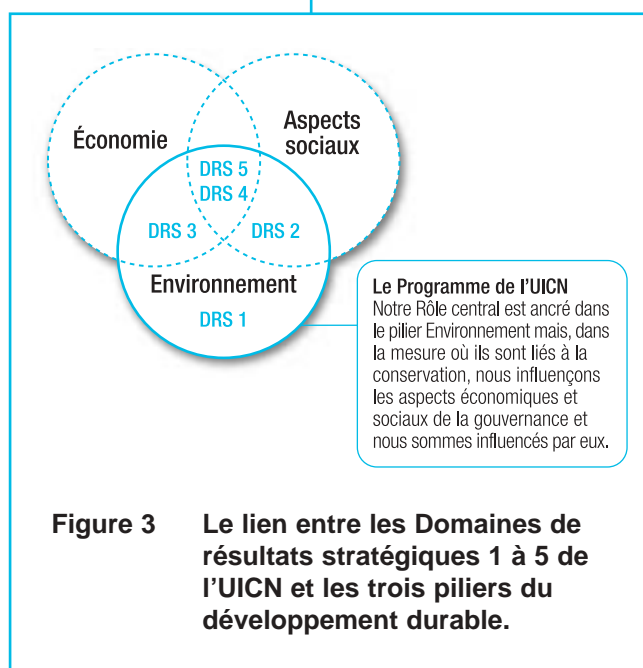 Économie
Aspects
sociaux
DRS 5
DRS 4
DRS 3
DRS 2
Environnement
DRS 1
Le Programme de l'UICN
Notre Rôle central est ancré dans
le pilier Environnement mais, dans
la mesure où ils sont liés à la
conservation, nous influençons
les aspects économiques et
sociaux de la gouvernance et
nous sommes influencés par eux.
Figure 3 Le lien entre les Domaines de
résultats stratégiques 1 à 5 de
l'UICN et les trois piliers du
développement durable.